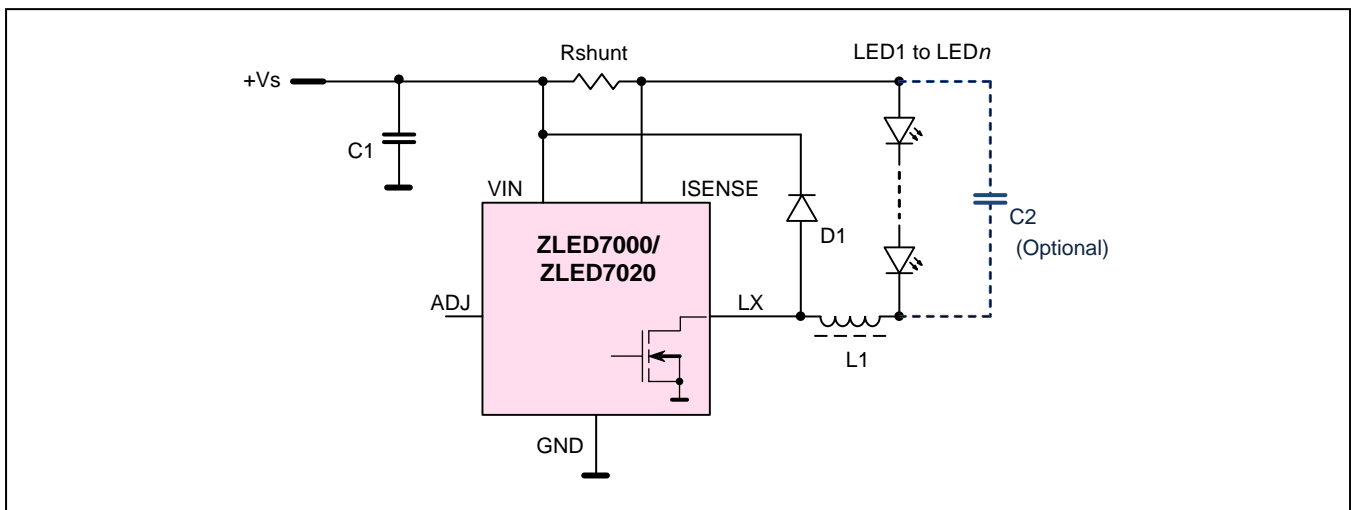 Rshunt
LED1 to LEDn
+Vs
C1
VIN
ISENSE
D1
C2
(Optional)
ZLED7000/
ZLED7020
ADJ
LX
L1
GND